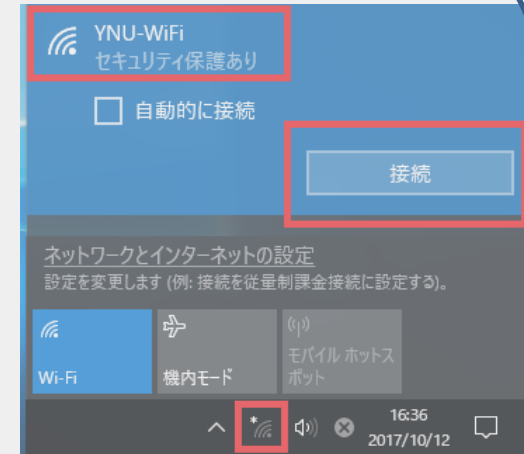 YNU-WiFi
セキュリティ保護あり
自動的に接続
接続
ネットワークとインターネットの設定
設定を変更します (例: 接続を従量制課金接続に設定する)。
Wi-Fi
機内モード
モバイル ホットス
ポット
16:36
2017/10/12